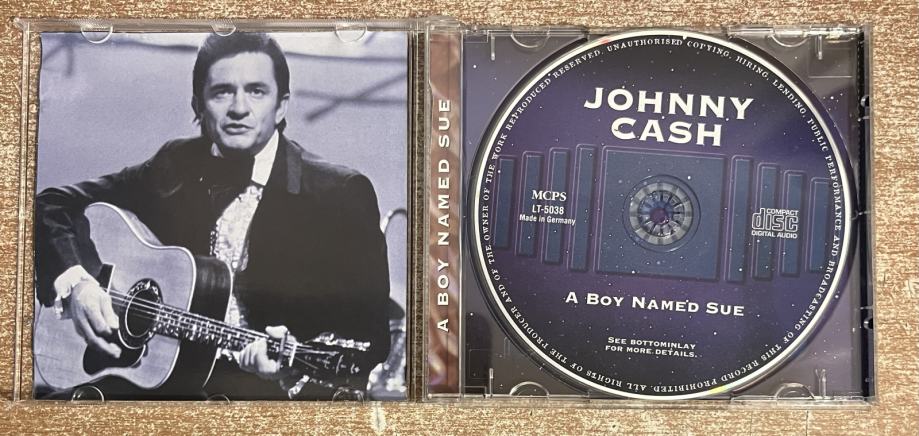 A BOY NAMED SUE
JOHNNY
CASH
MCPS
LT-5038
Made in Germany
COMPACT
disc
DIGITAL AUDIO
A BOY NAMED SUE
SEE BOTTOMINLAY
FOR MORE DETAILS.
ALL RIGHTS OF THE PRODUCER AND OF THE OWNER OF THE WORK REPRODUCED RESERVED. UNAUTHORISED COPYING, HIRING, LENDING, PUBLIC PERFORMANCE AND BROADCASTING OF THIS RECORD PROHIBITED.